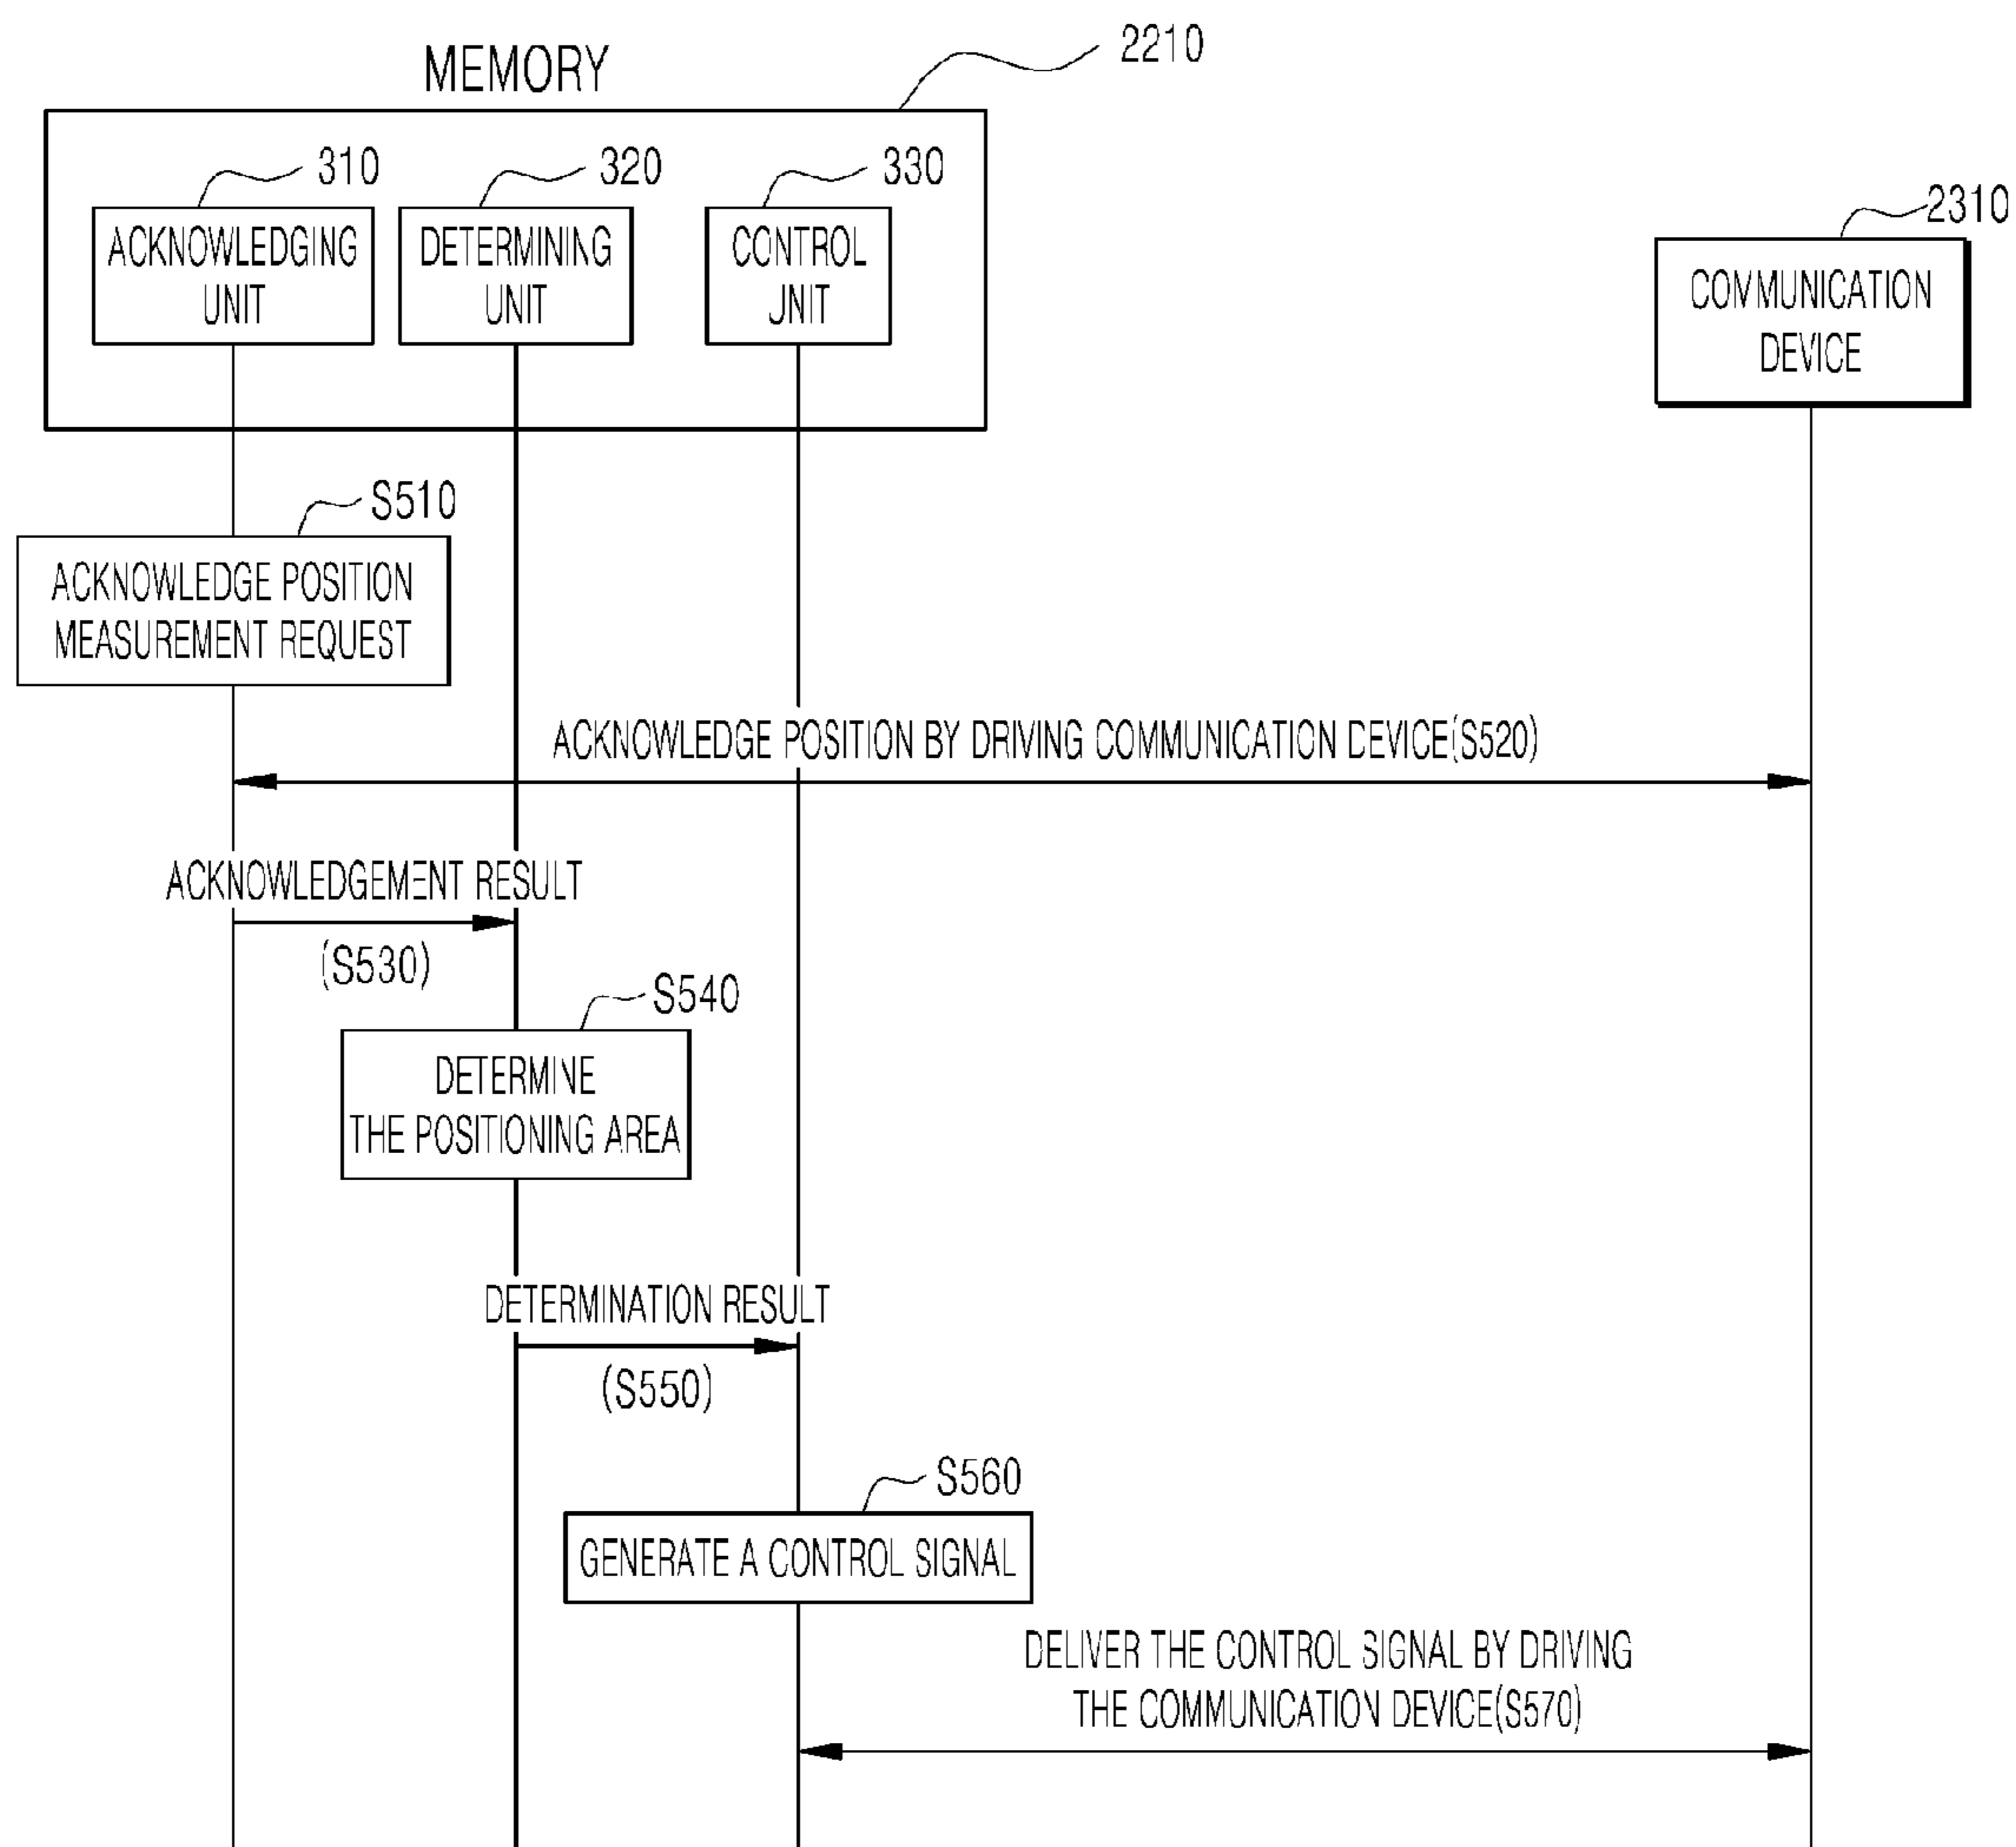 MEMORY
2210
310
320
330
2310
ACKNOWLEDGING
UNIT
DETERMINING
UNIT
CONTROL
UNIT
COMMUNICATION
DEVICE
S510
ACKNOWLEDGE POSITION
MEASUREMENT REQUEST
ACKNOWLEDGE POSITION BY DRIVING COMMUNICATION DEVICE(S520)
ACKNOWLEDGEMENT RESULT
(S530)
S540
DETERMINE
THE POSITIONING AREA
DETERMINATION RESULT
(S550)
S560
GENERATE A CONTROL SIGNAL
DELIVER THE CONTROL SIGNAL BY DRIVING
THE COMMUNICATION DEVICE(S570)